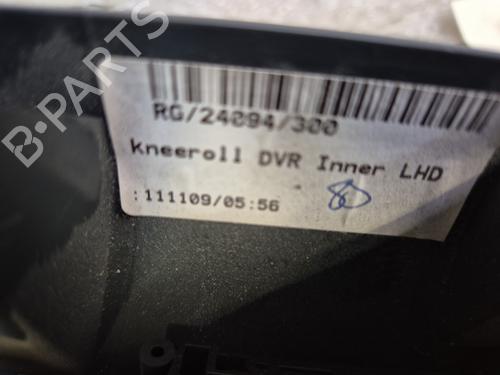 RG/24094/300
Kneeroll DVR Inner LHD
:111109/05:56
B-PARTS